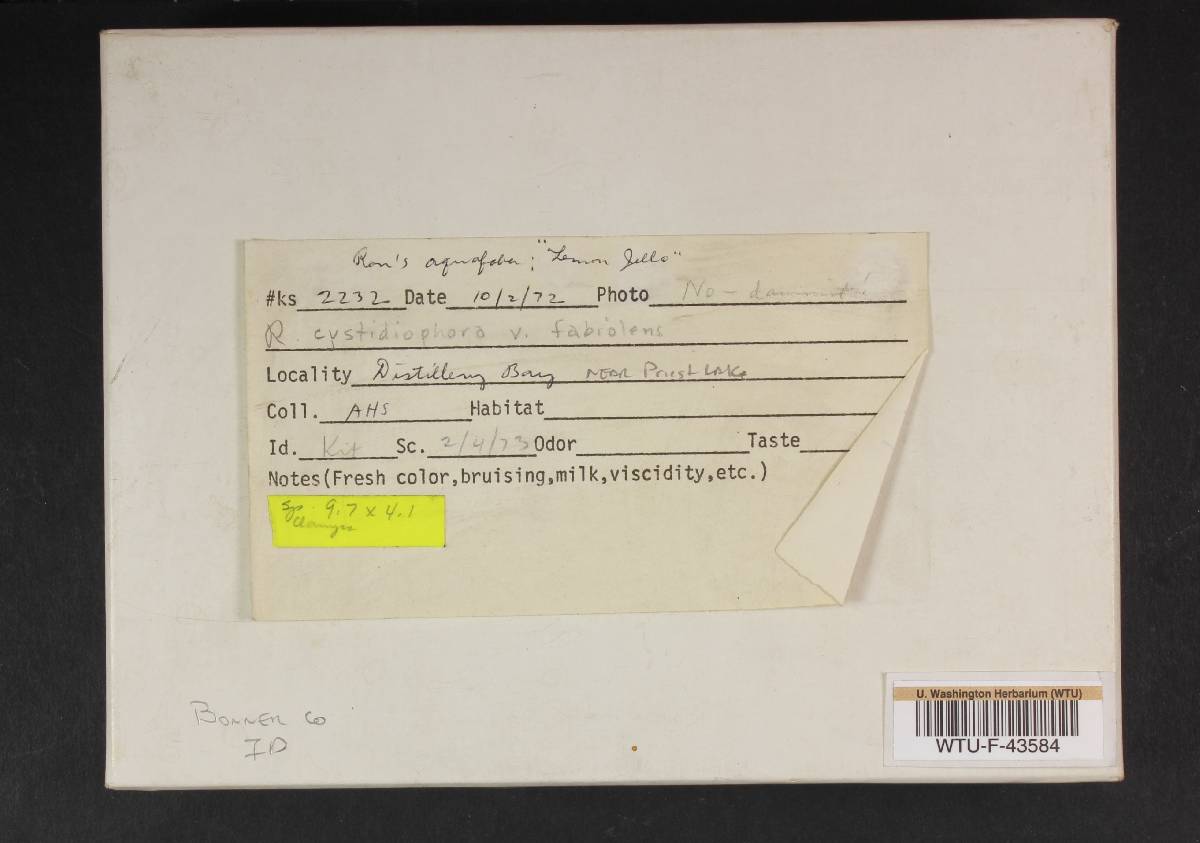 Ron's aquafaba; "Lemon Jello"
#ks 2232 Date 10/2/72 Photo No-
R. cystidiophora v. fabiolens
Locality Distillery Bay NEAR Priest LAKe
Coll. AHS Habitat
Id. Kit Sc. 2/4/73 Odor Taste
Notes(Fresh color,bruising,milk,viscidity,etc.)
Sp. 9.7 x 4.1
Clamps
BONNER Co
ID
U. Washington Herbarium (WTU)
WTU-F-43584